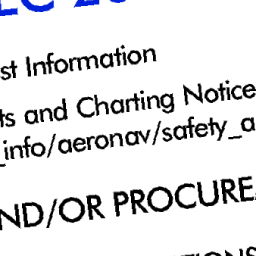 st Information
ts and Charting Notice
_info/aeronav/safety_a
ND/OR PROCURE